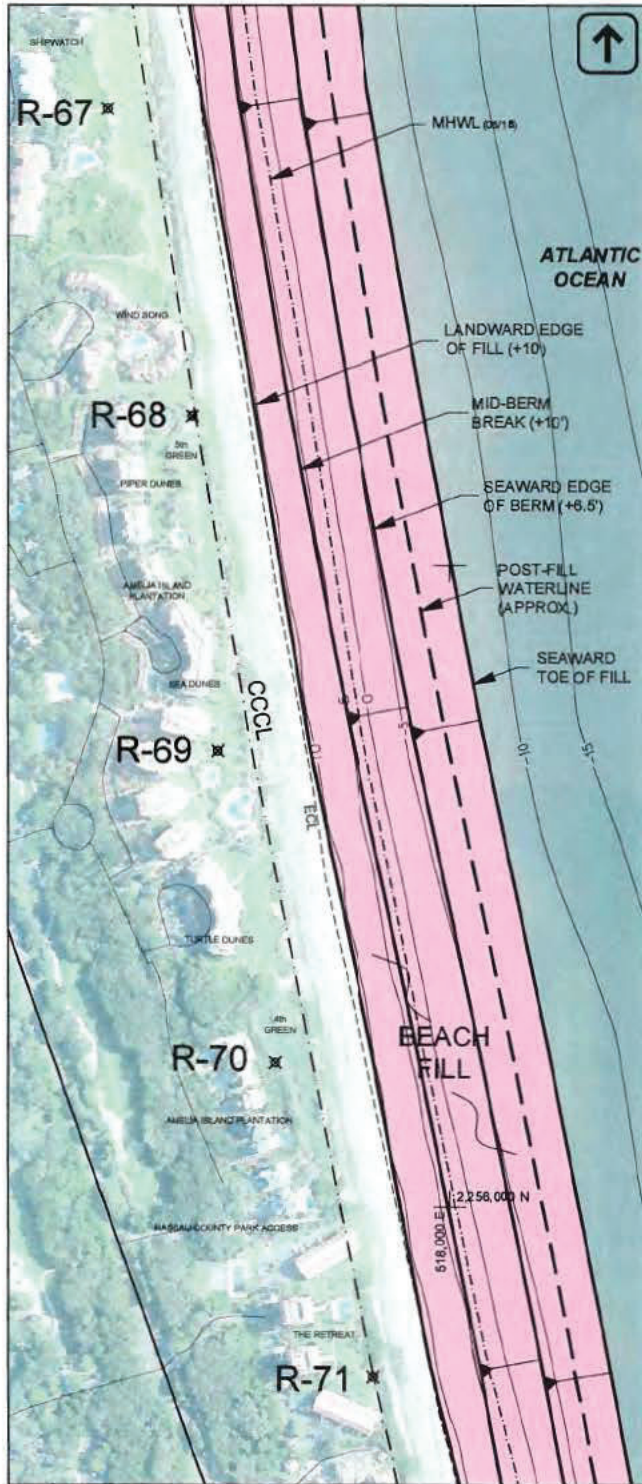 SHIPWATCH
R-67
MHWL (06/18)
ATLANTIC
OCEAN
WIND SONG
LANDWARD EDGE
OF FILL (+10')
R-68
5th
GREEN
MID-BERM
BREAK (+10')
PIPER DUNES
SEAWARD EDGE
OF BERM (+6.5')
AMELIA ISLAND
PLANTATION
POST-FILL
WATERLINE
(APPROX.)
SEA DUNES
SEAWARD
TOE OF FILL
CCCL
R-69
5
0
-5
-10
-15
10
ECL
TURTLE DUNES
4th
GREEN
BEACH
FILL
R-70
AMELIA ISLAND PLANTATION
2,256,000 N
518,000 E
NASSAU COUNTY PARK ACCESS
THE RETREAT
R-71